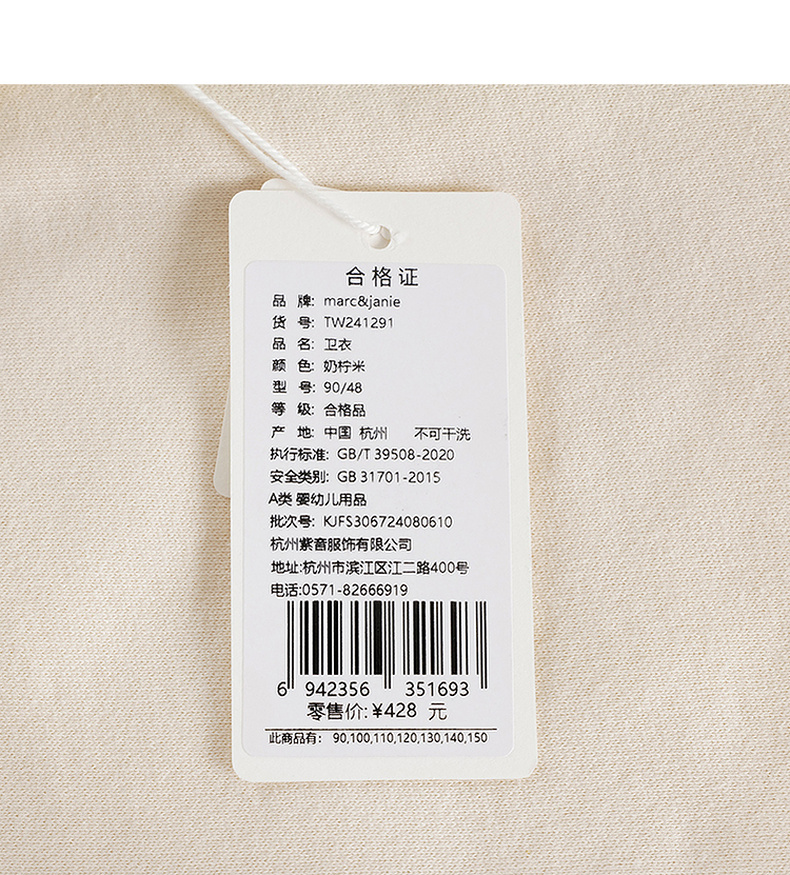 合格证
品 牌: marc&janie
货 号: TW241291
品 名: 卫衣
颜 色: 奶柠米
型 号: 90/48
等 级: 合格品
产 地: 中国 杭州 不可干洗
执行标准: GB/T 39508-2020
安全类别: GB 31701-2015
A类 婴幼儿用品
批次号: KJFS306724080610
杭州紫斎服饰有限公司
地址:杭州市滨江区江二路400号
电话:0571-82666919
6 942356 351693
零售价:¥428 元
此商品有: 90,100,110,120,130,140,150